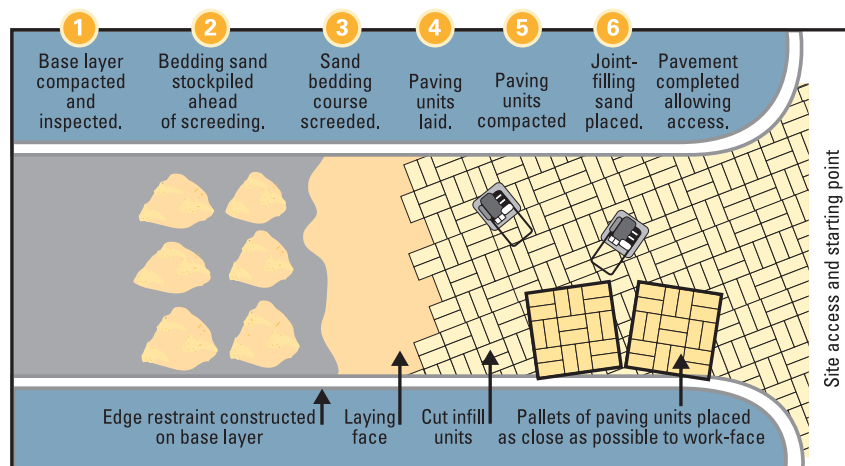 1
Base layer
compacted
and
inspected.
2
Bedding sand
stockpiled
ahead
of screeding.
3
Sand
bedding
course
screeded.
4
Paving
units
laid.
5
Paving
units
compacted
6
Joint-
filling
sand
placed.
Pavement
completed
allowing
access.
Site access and starting point
Edge restraint constructed
on base layer
Laying
face
Cut infill
units
Pallets of paving units placed
as close as possible to work-face